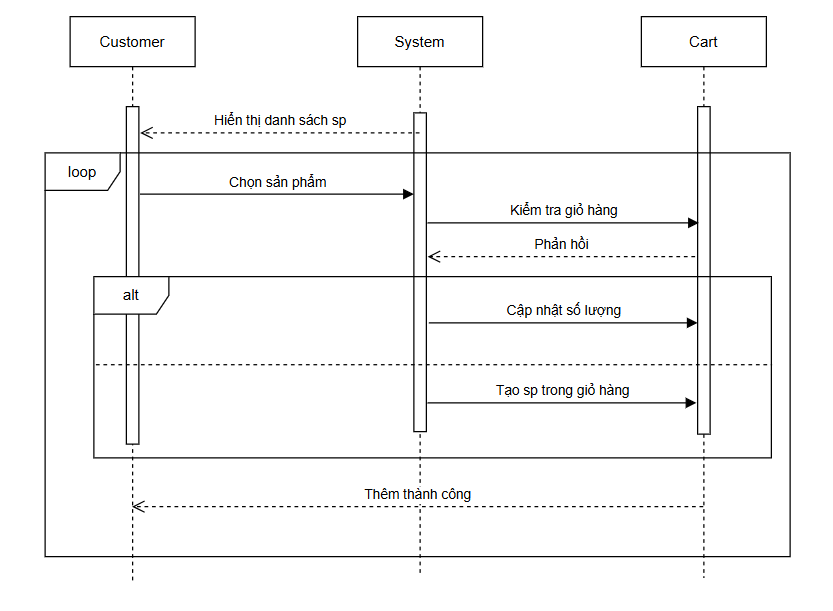 Customer
System
Cart
Hiển thị danh sách sp
loop
Chọn sản phẩm
Kiểm tra giỏ hàng
Phản hồi
alt
Cập nhật số lượng
Tạo sp trong giỏ hàng
Thêm thành công